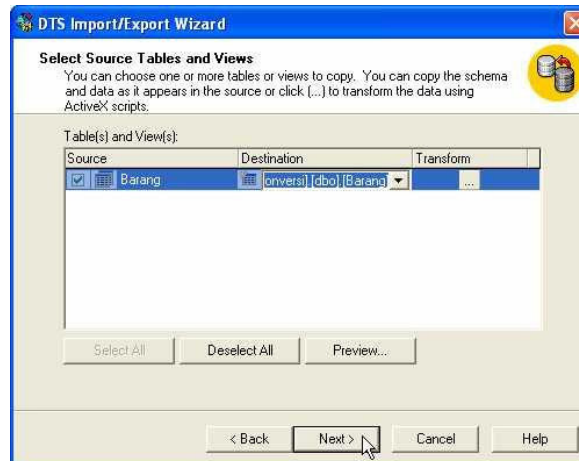 DTS Import/Export Wizard
Select Source Tables and Views
You can choose one or more tables or views to copy. You can copy the schema
and data as it appears in the source or click (...) to transform the data using
ActiveX scripts.
Table(s) and View(s):
Source Destination Transform
Barang onversi].[dbo].[Barang] ...
Select All Deselect All Preview...
< Back Next > Cancel Help